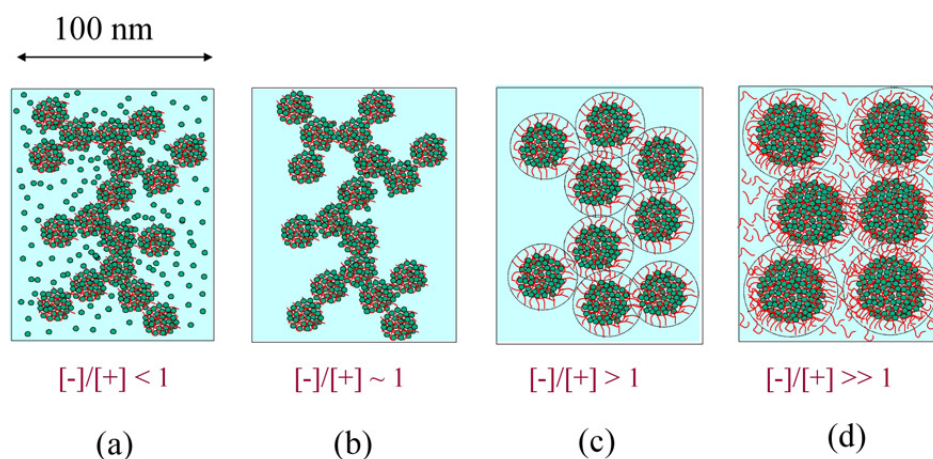 100 nm
[-]/[+] < 1
[-]/[+] ~ 1
[-]/[+] > 1
[-]/[+] >> 1
(a)
(b)
(c)
(d)